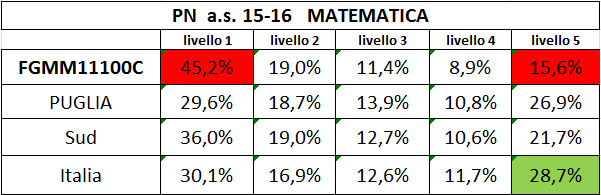 PN a.s. 15-16 MATEMATICA
livello 1 livello 2 livello 3 livello 4 livello 5
FGMM11100C 45,2% 19,0% 11,4% 8,9% 15,6%
PUGLIA 29,6% 18,7% 13,9% 10,8% 26,9%
Sud 36,0% 19,0% 12,7% 10,6% 21,7%
Italia 30,1% 16,9% 12,6% 11,7% 28,7%